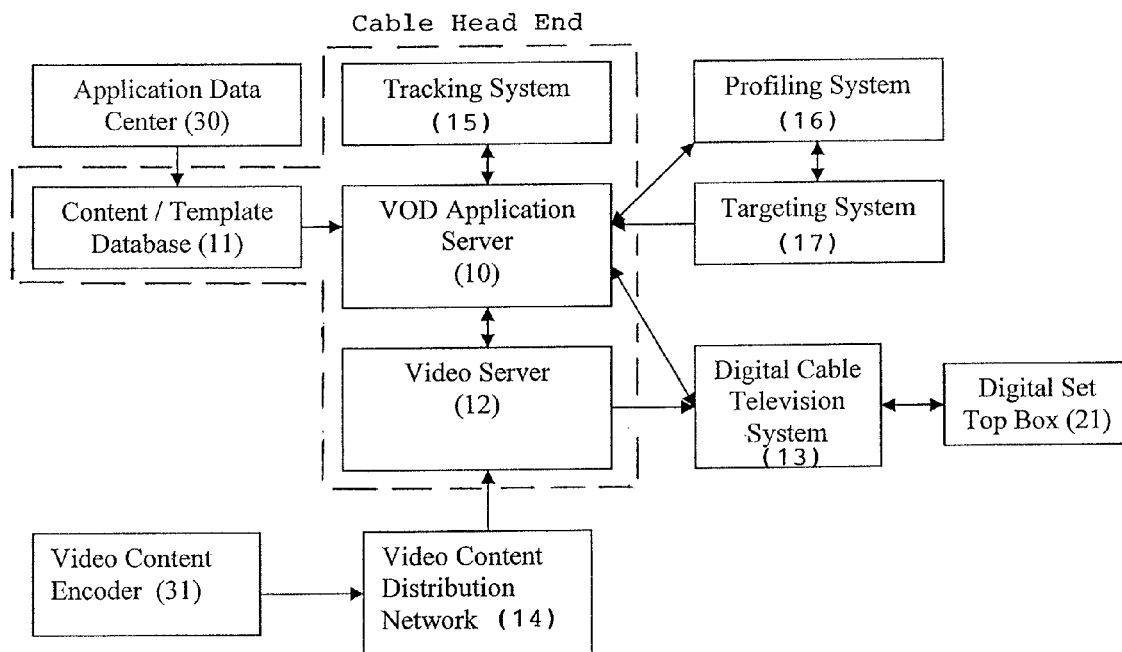 Cable Head End
Application Data
Center (30)
Tracking System
(15)
Profiling System
(16)
Content / Template
Database (11)
VOD Application
Server
(10)
Targeting System
(17)
Video Server
(12)
Digital Cable
Television
System
(13)
Digital Set
Top Box (21)
Video Content
Encoder (31)
Video Content
Distribution
Network (14)